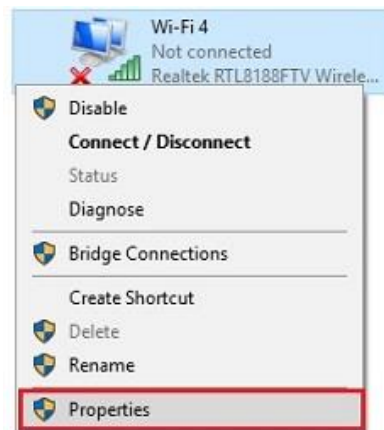 Wi-Fi 4
Not connected
Realtek RTL8188FTV Wirele...
Disable
Connect / Disconnect
Status
Diagnose
Bridge Connections
Create Shortcut
Delete
Rename
Properties